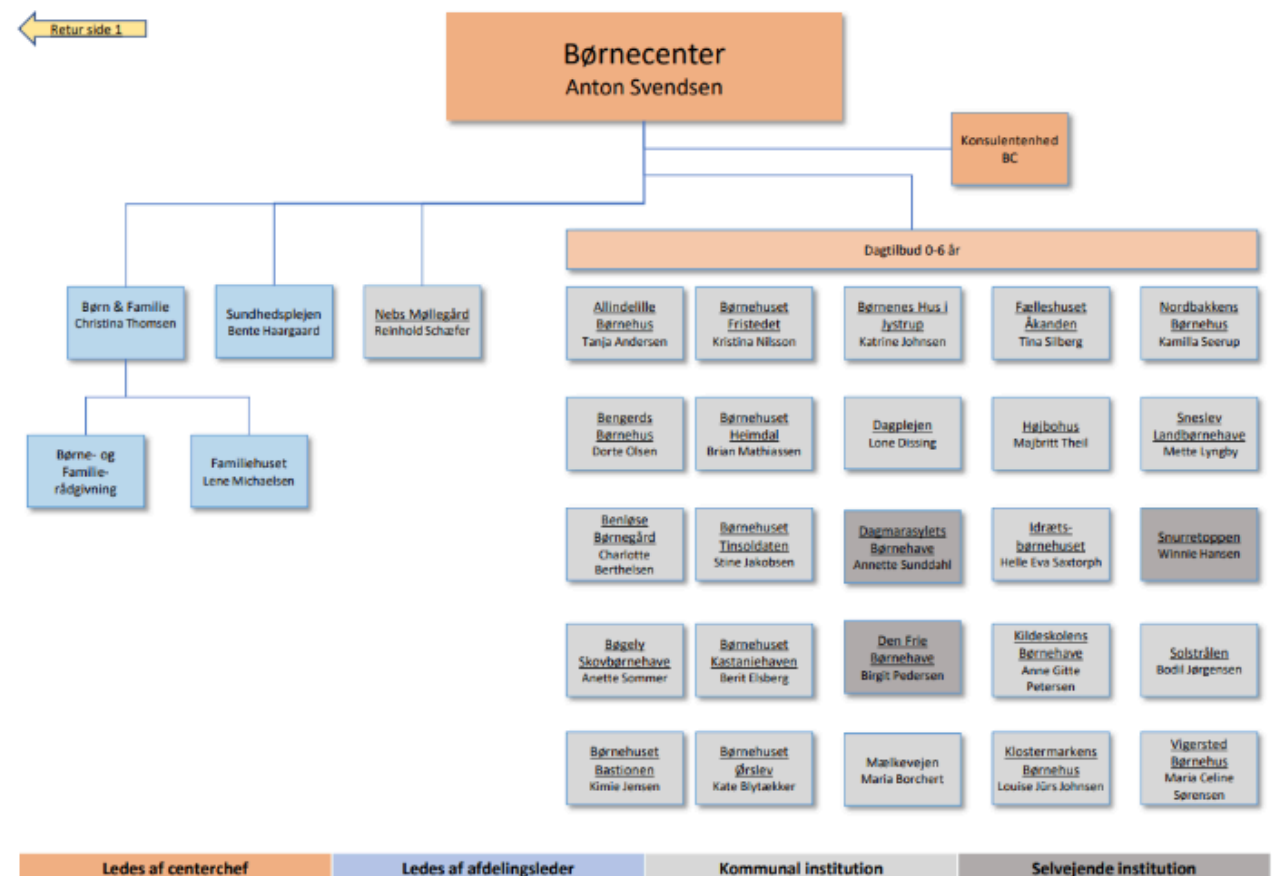 Retur side 1
Børnecenter
Anton Svendsen
Konsulentenhed
BC
Dagtilbud 0-6 år
Børn & Familie
Christina Thomsen
Sundhedsplejen
Bente Haargaard
Nebs Møllegård
Reinhold Schæfer
Børne- og
Familie-
rådgivning
Familiehuset
Lene Michaelsen
Allindelille
Børnehus
Tanja Andersen
Børnehuset
Fristedet
Kristina Nilsson
Børnenes Hus i
Jystrup
Katrine Johnsen
Fælleshuset
Åkanden
Tina Silberg
Nordbakkens
Børnehus
Kamilla Seerup
Bengerds
Børnehus
Dorte Olsen
Børnehuset
Heimdal
Brian Mathiassen
Dagplejen
Lone Dissing
Højbohus
Majbritt Theil
Sneslev
Landbørnehave
Mette Lyngby
Benløse
Børnegård
Charlotte
Berthelsen
Børnehuset
Tinsoldaten
Stine Jakobsen
Dagmarasylets
Børnehave
Annette Sunddahl
Idræts-
børnehuset
Helle Eva Saxtorph
Snurretoppen
Winnie Hansen
Bøgely
Skovbørnehave
Anette Sommer
Børnehuset
Kastaniehaven
Berit Elsberg
Den Frie
Børnehave
Birgit Pedersen
Kildeskolens
Børnehave
Anne Gitte
Petersen
Solstrålen
Bodil Jørgensen
Børnehuset
Bastionen
Kimie Jensen
Børnehuset
Ørslev
Kate Blytækker
Mælkevejen
Maria Borchert
Klostermarkens
Børnehus
Louise Jürs Johnsen
Vigersted
Børnehus
Maria Celine
Sørensen
Ledes af centerchef
Ledes af afdelingsleder
Kommunal institution
Selvejende institution